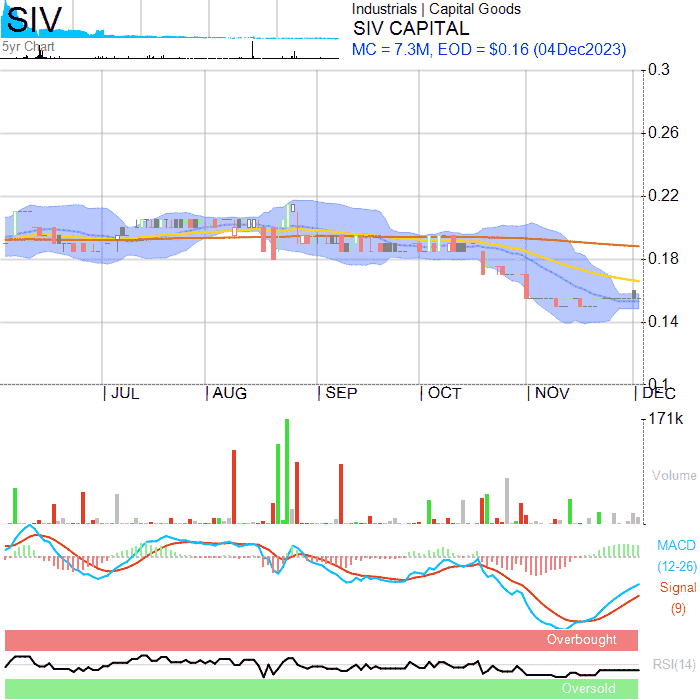 SIV
5yr Chart
Industrials | Capital Goods
SIV CAPITAL
MC = 7.3M, EOD = $0.16 (04Dec2023)
0.3
0.26
0.22
0.18
0.14
0.1
JUL AUG SEP OCT NOV DEC
171k
Volume
MACD
(12-26)
Signal
(9)
Overbought
RSI(14)
Oversold